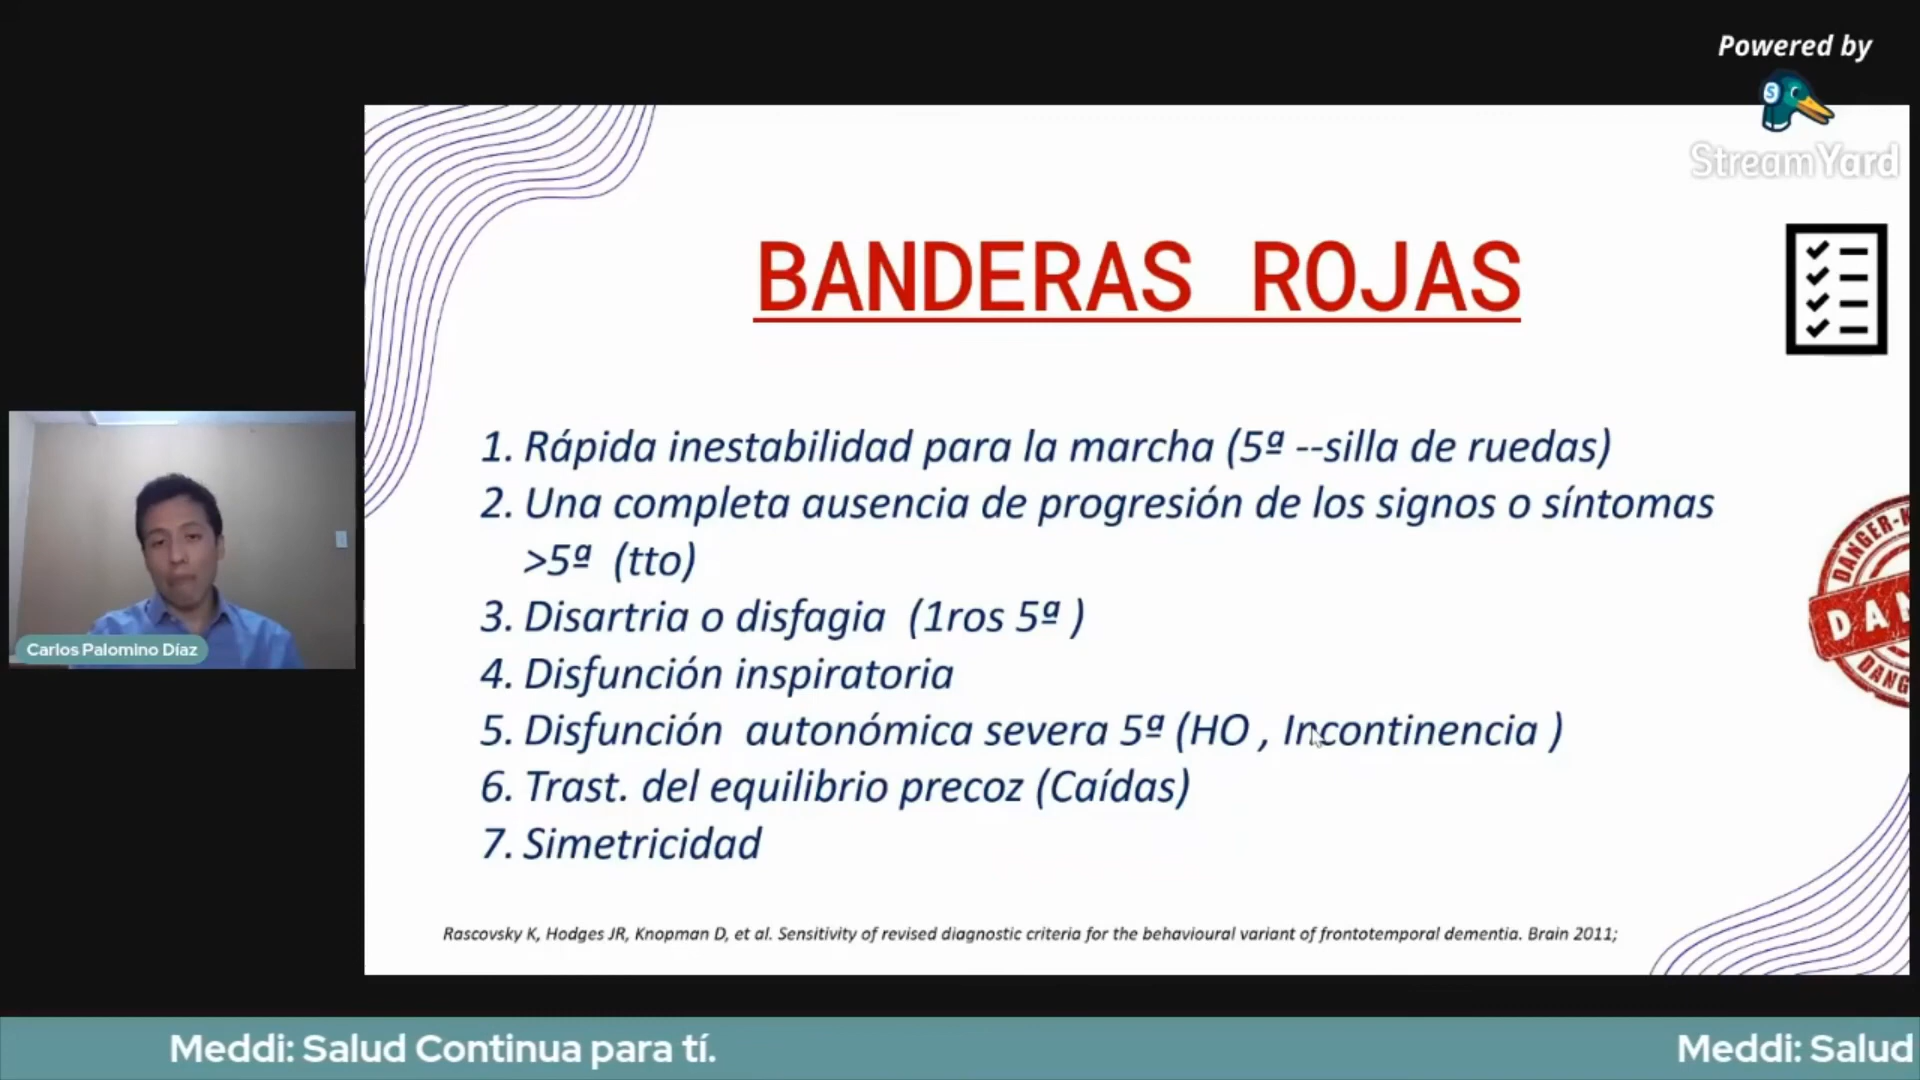 Powered by
StreamYard
BANDERAS ROJAS
1. Rápida inestabilidad para la marcha (5ª --silla de ruedas)
2. Una completa ausencia de progresión de los signos o síntomas
>5ª (tto)
3. Disartria o disfagia (1ros 5ª )
4. Disfunción inspiratoria
5. Disfunción autonómica severa 5ª (HO , Incontinencia )
6. Trast. del equilibrio precoz (Caídas)
7. Simetricidad
Rascovsky K, Hodges JR, Knopman D, et al. Sensitivity of revised diagnostic criteria for the behavioural variant of frontotemporal dementia. Brain 2011;
Carlos Palomino Díaz
Meddi: Salud Continua para tí.
Meddi: Salud